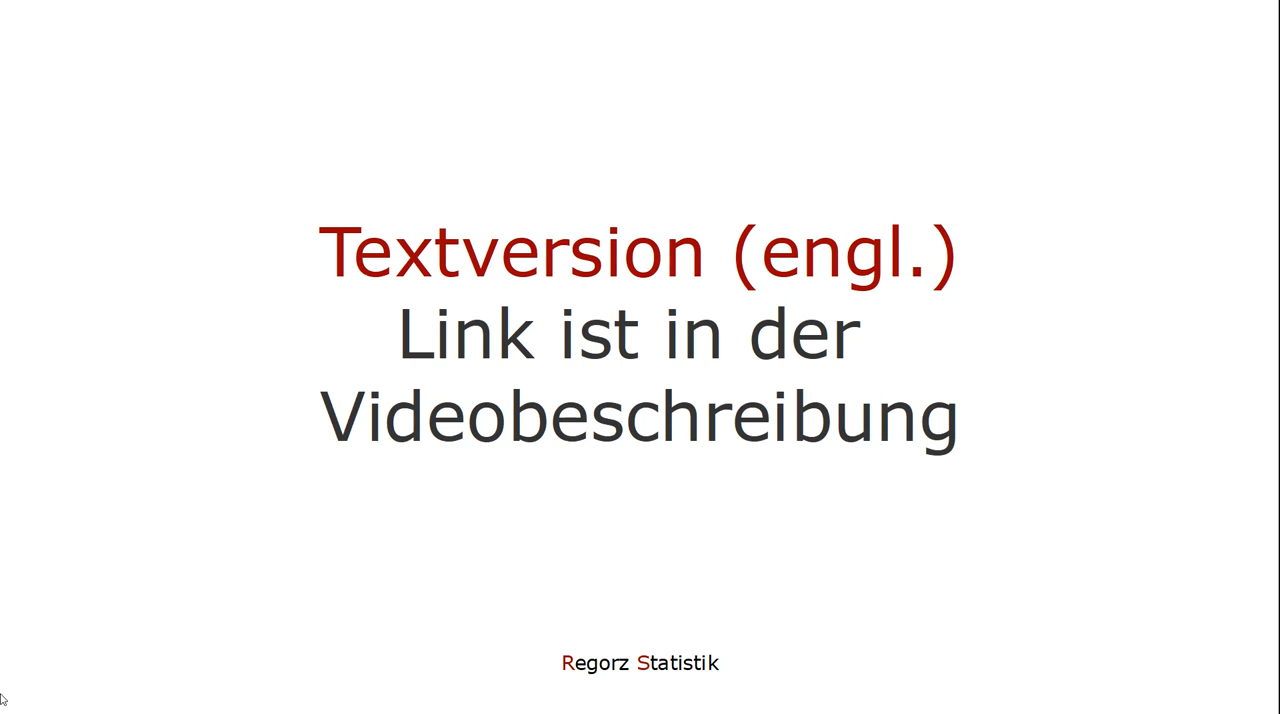 Textversion (engl.)
Link ist in der
Videobeschreibung
Regorz Statistik